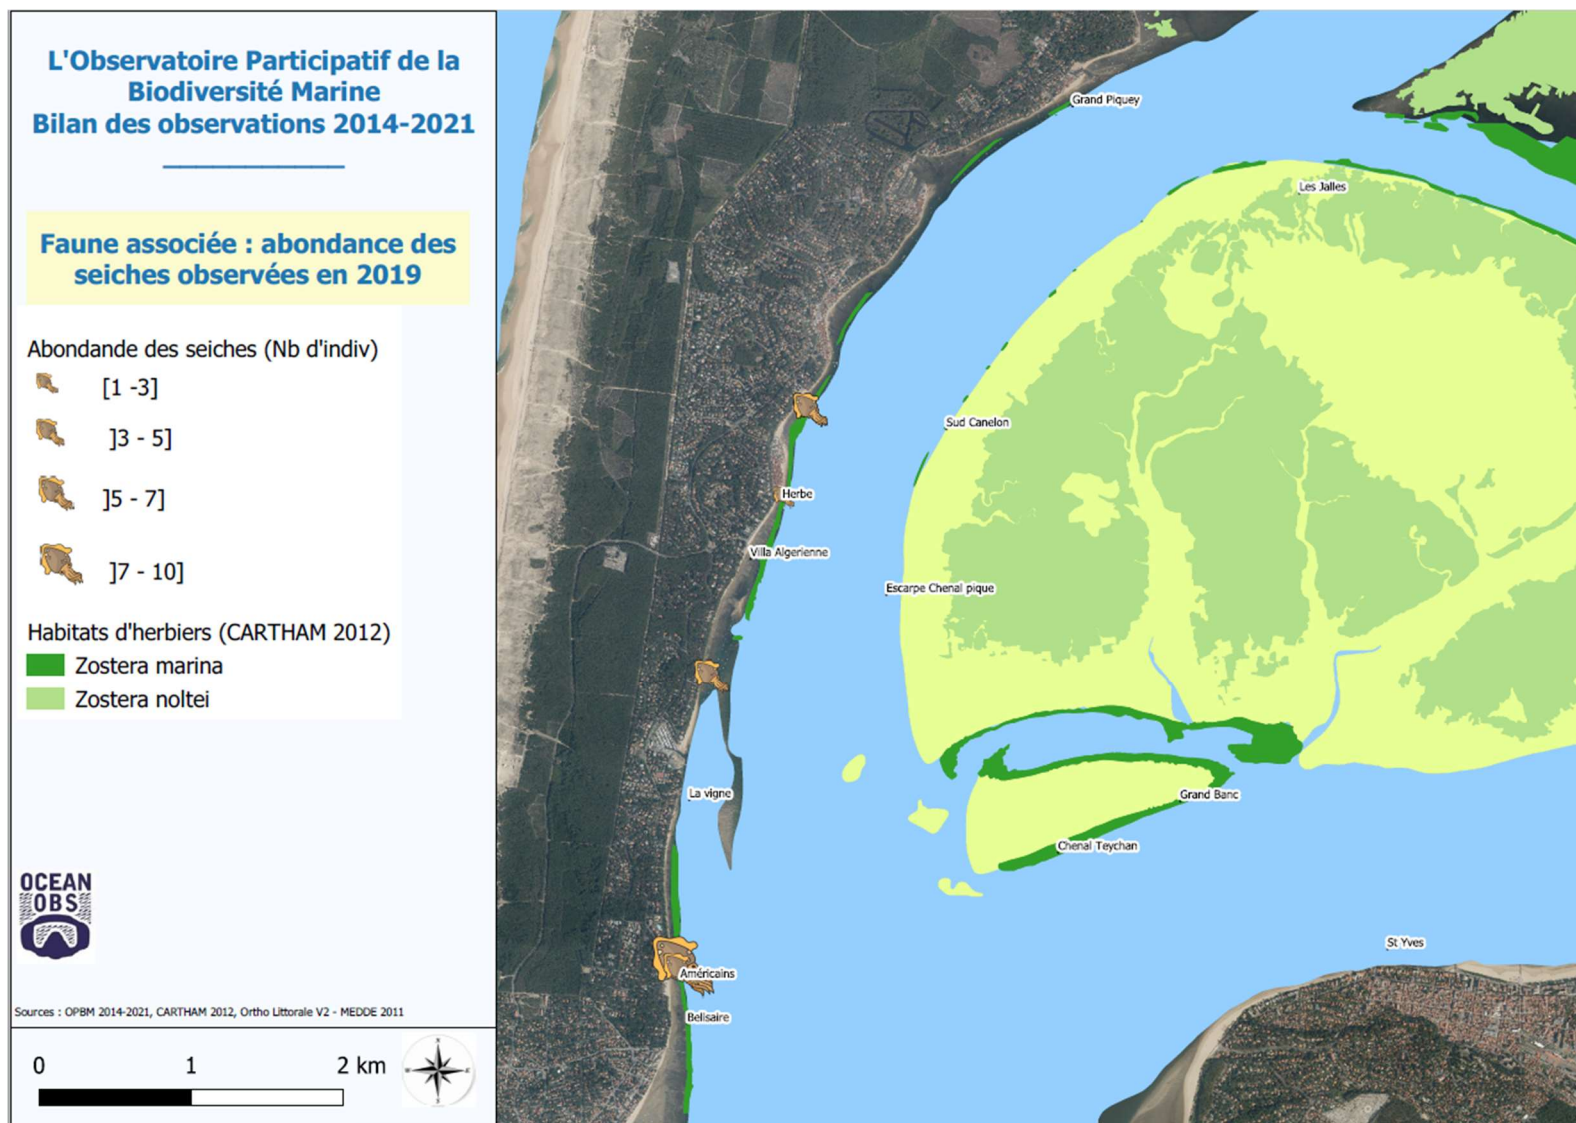 L'Observatoire Participatif de la
Biodiversité Marine
Bilan des observations 2014-2021
Faune associée : abondance des
seiches observées en 2019
Abondande des seiches (Nb d'indiv)
[1 -3]
]3 - 5]
]5 - 7]
]7 - 10]
Habitats d'herbiers (CARTHAM 2012)
Zostera marina
Zostera noltei
OCEAN
OBS
Sources : OPBM 2014-2021, CARTHAM 2012, Ortho Littorale V2 - MEDDE 2011
0 1 2 km
N
W E
S
Grand Piquey
Les Jalles
Sud Canelon
Herbe
Villa Algerienne
Escarpe Chenal pique
La vigne
Grand Banc
Chenal Teychan
St Yves
Américains
Belisaire